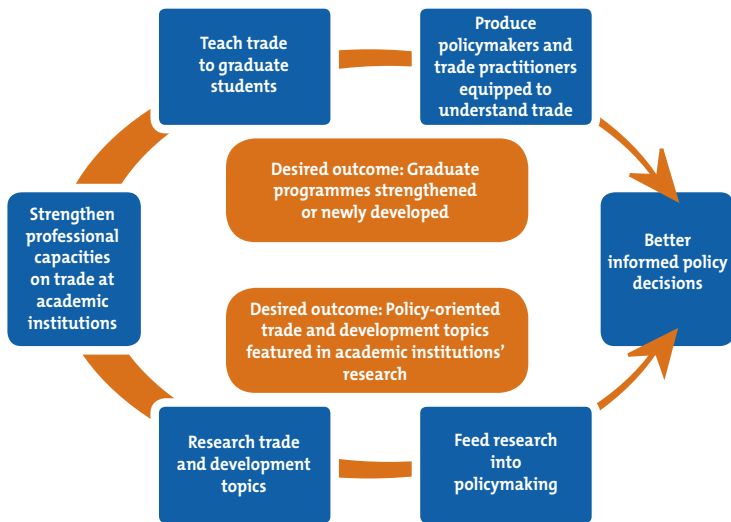 Teach trade
to graduate
students
Produce
policymakers and
trade practitioners
equipped to
understand trade
Desired outcome: Graduate
programmes strengthened
or newly developed
Strengthen
professional
capacities
on trade at
academic
institutions
Better
informed policy
decisions
Desired outcome: Policy-oriented
trade and development topics
featured in academic institutions’
research
Research trade
and development
topics
Feed research
into
policymaking